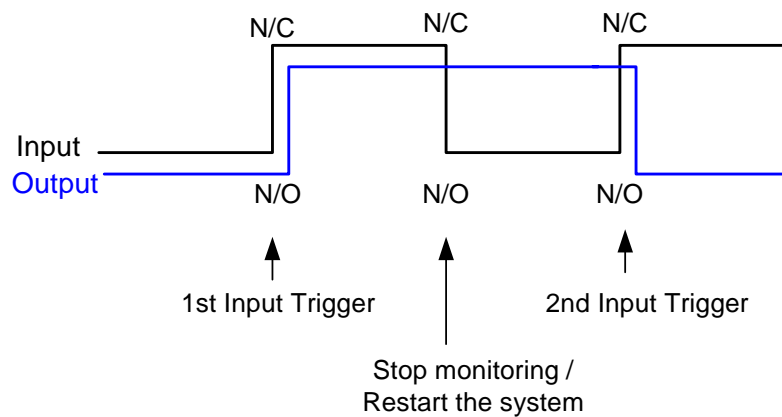 N/C N/C N/C
Input
Output
N/O N/O N/O
1st Input Trigger 2nd Input Trigger
Stop monitoring /
Restart the system